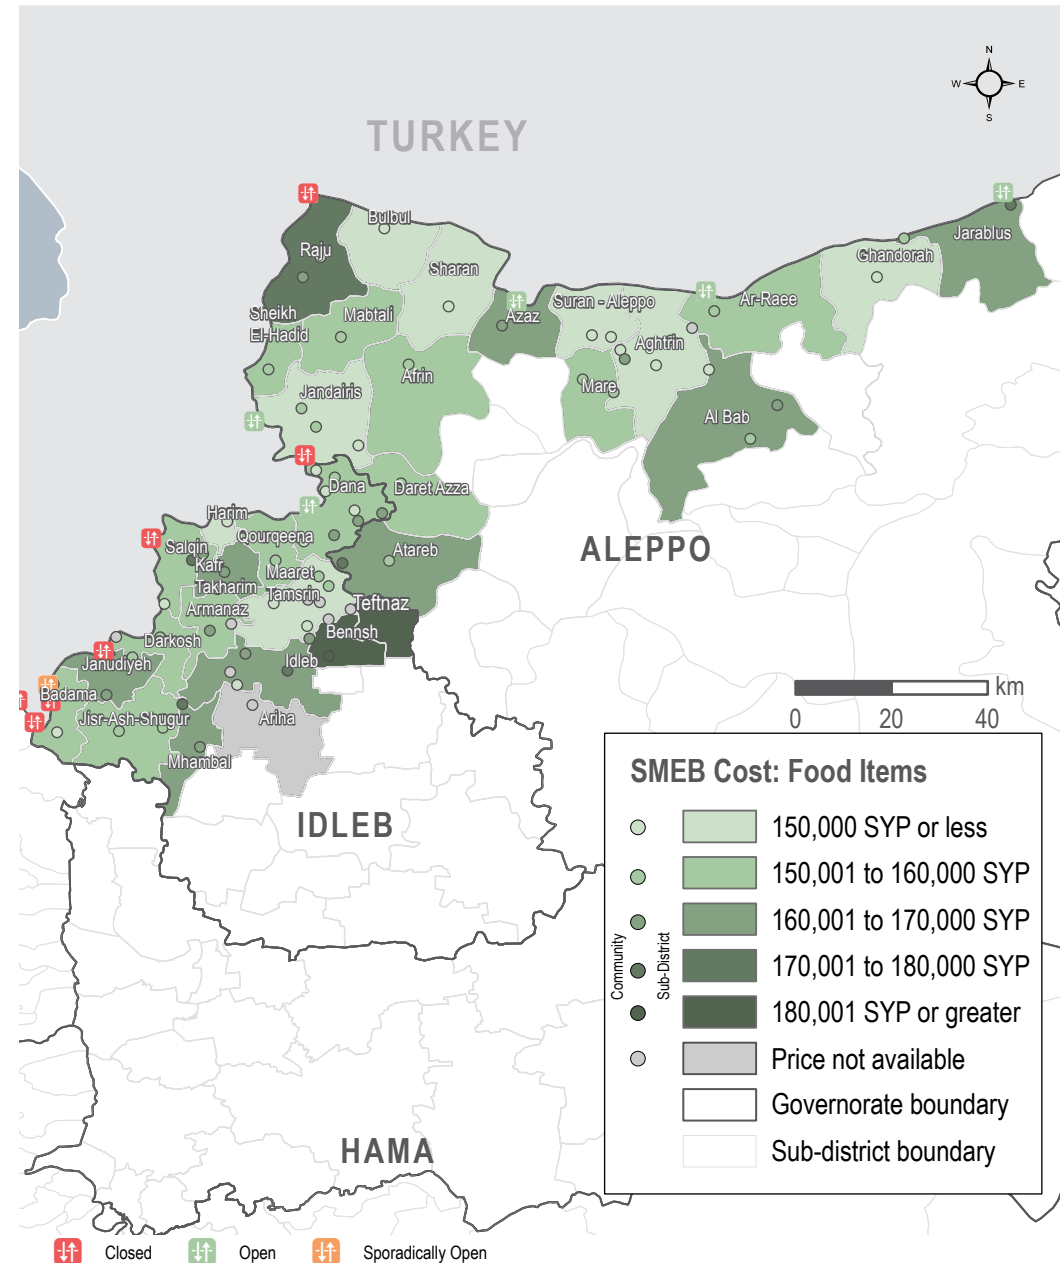 N
W E
S
TURKEY
Bulbul
Rajju
Sharan
Jarablus
Ghandorah
Sheikh
El-Hadid
Mabtali
Azaz
Suran - Aleppo
Ar-Raee
Aghtrin
Afrin
Jandairis
Mare
Al Bab
Dana
Daret Azza
Harim
Salqin
Qourqeena
Atareb
ALEPPO
Kafr
Takharim
Maaret
Tamsrin
Armanaz
Teftnaz
Bennsh
Darkosh
Janudiyeh
Idleb
Badama
Jisr-Ash-Shugur
Ariha
Mhambal
km
0 20 40
IDLEB
HAMA
SMEB Cost: Food Items
150,000 SYP or less
150,001 to 160,000 SYP
160,001 to 170,000 SYP
170,001 to 180,000 SYP
180,001 SYP or greater
Price not available
Governorate boundary
Sub-district boundary
Community
Sub-District
Closed Open Sporadically Open